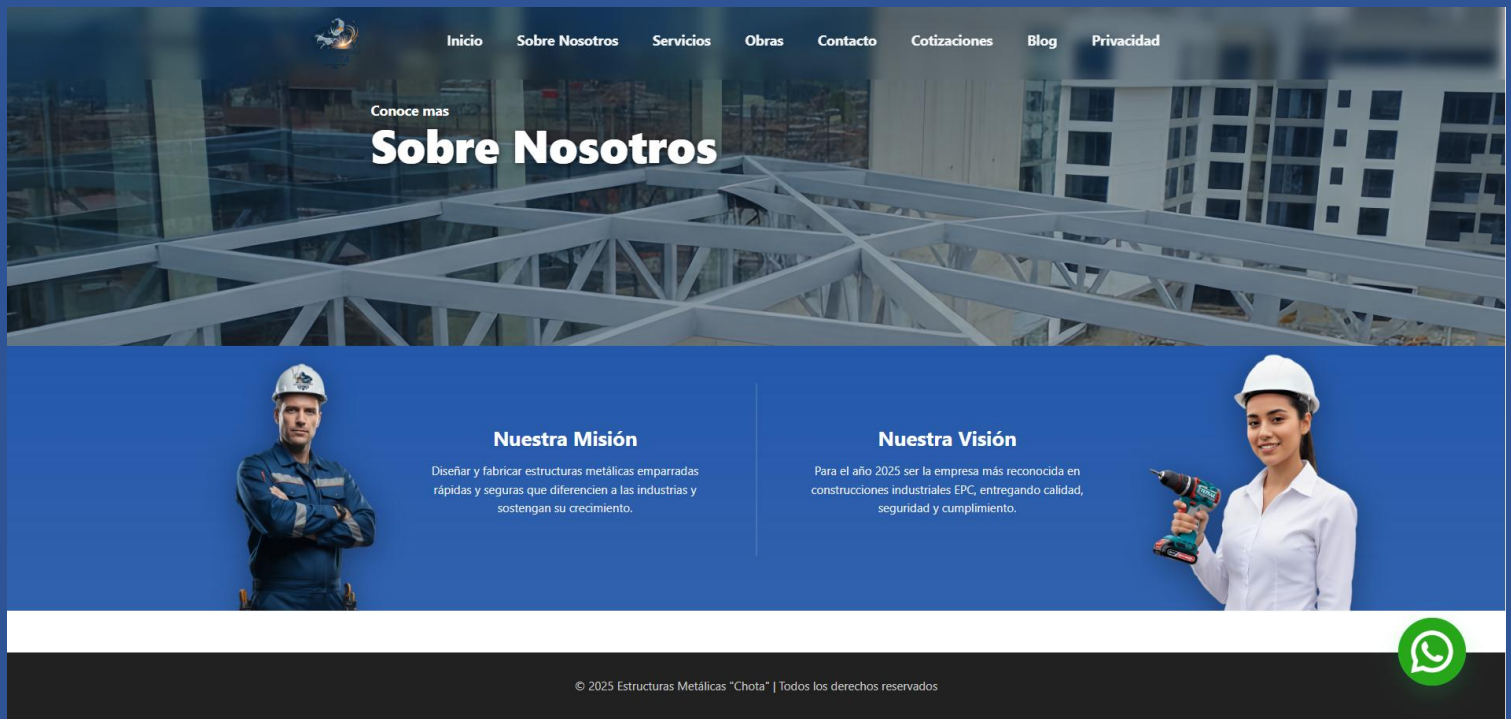 Inicio Sobre Nosotros Servicios Obras Contacto Cotizaciones Blog Privacidad
Conoce mas
Sobre Nosotros
Nuestra Misión
Diseñar y fabricar estructuras metálicas emparradas
rápidas y seguras que diferencien a las industrias y
sostengan su crecimiento.
Nuestra Visión
Para el año 2025 ser la empresa más reconocida en
construcciones industriales EPC, entregando calidad,
seguridad y cumplimiento.
© 2025 Estructuras Metálicas "Chota" | Todos los derechos reservados